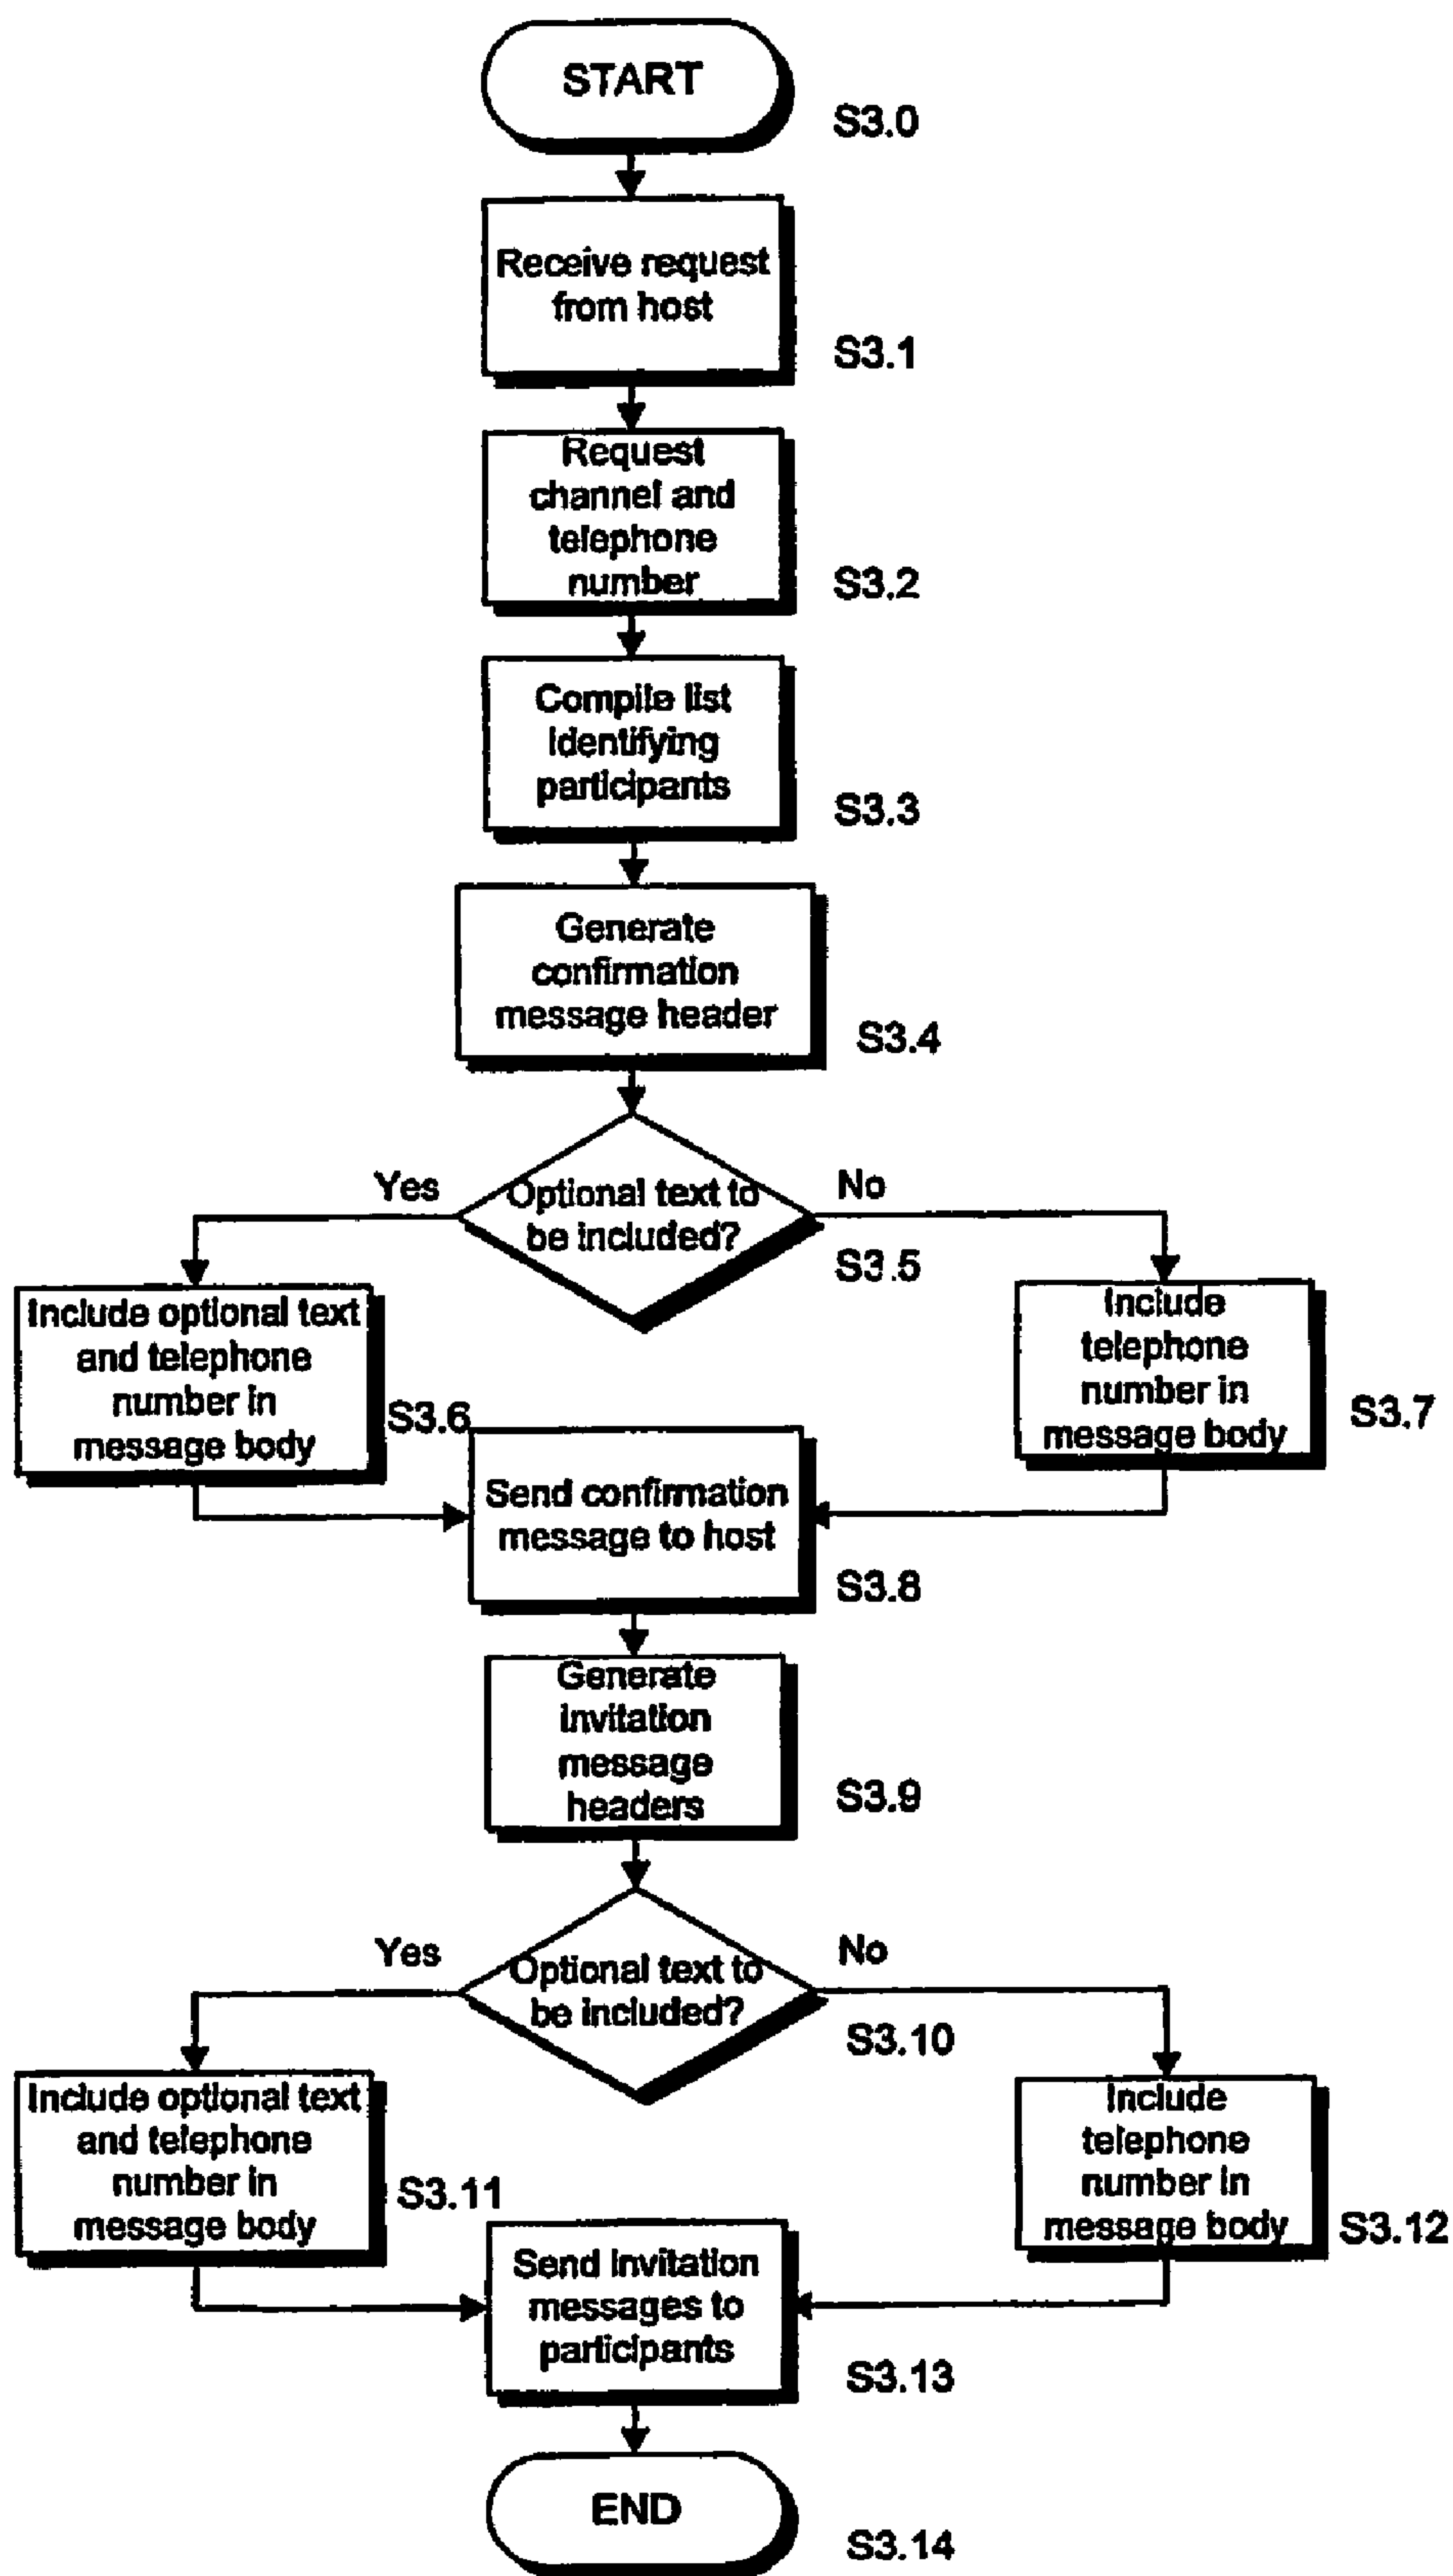 START
S3.0
Receive request
from host
S3.1
Request
channel and
telephone
number
S3.2
Compile list
identifying
participants
S3.3
Generate
confirmation
message header
S3.4
Yes
Optional text to
be included?
No
S3.5
Include optional text
and telephone
number in
message body
S3.6
Include
telephone
number in
message body
S3.7
Send confirmation
message to host
S3.8
Generate
invitation
message
headers
S3.9
Yes
Optional text to
be included?
No
S3.10
Include optional text
and telephone
number in
message body
S3.11
Include
telephone
number in
message body
S3.12
Send invitation
messages to
participants
S3.13
END
S3.14